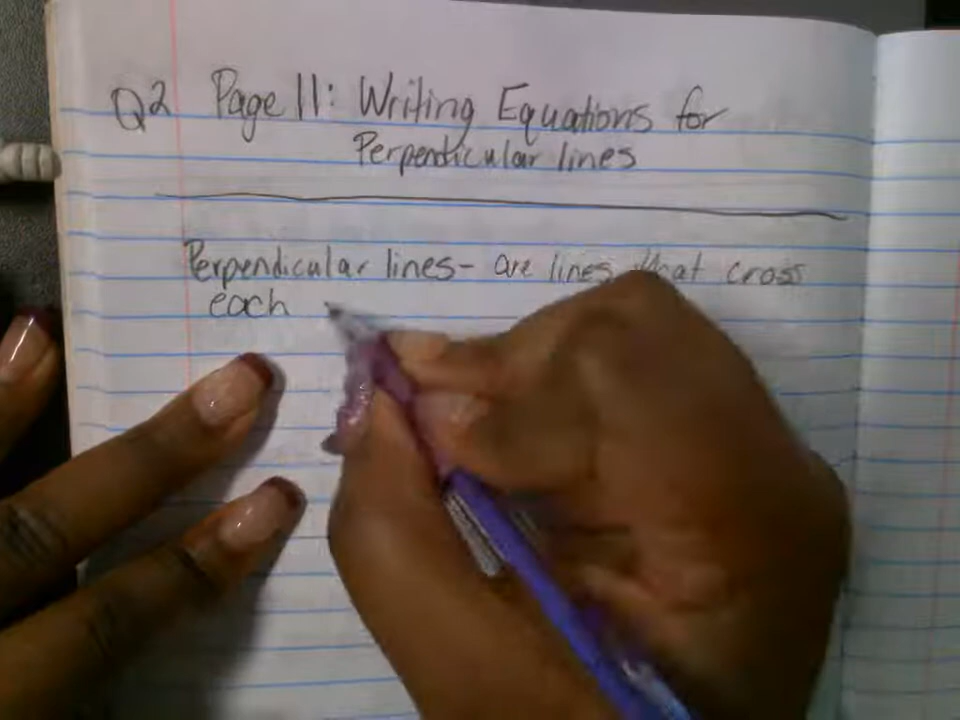 Q2 Page 11: Writing Equations for
Perpendicular lines
Perpendicular lines- are lines that cross
each